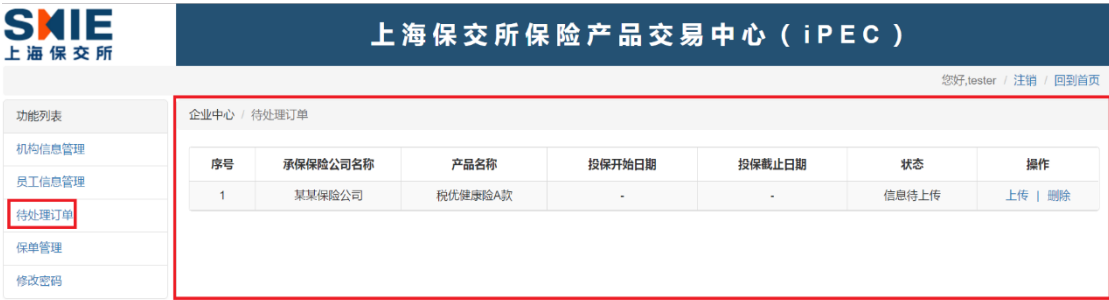 SMIE
上海保交所
上海保交所保险产品交易中心（iPEC）
您好,tester / 注销 / 回到首页
功能列表
机构信息管理
员工信息管理
待处理订单
保单管理
修改密码
企业中心 / 待处理订单
序号 承保保险公司名称 产品名称 投保开始日期 投保截止日期 状态 操作
1 某某保险公司 税优健康险A款 - - 信息待上传 上传 | 删除